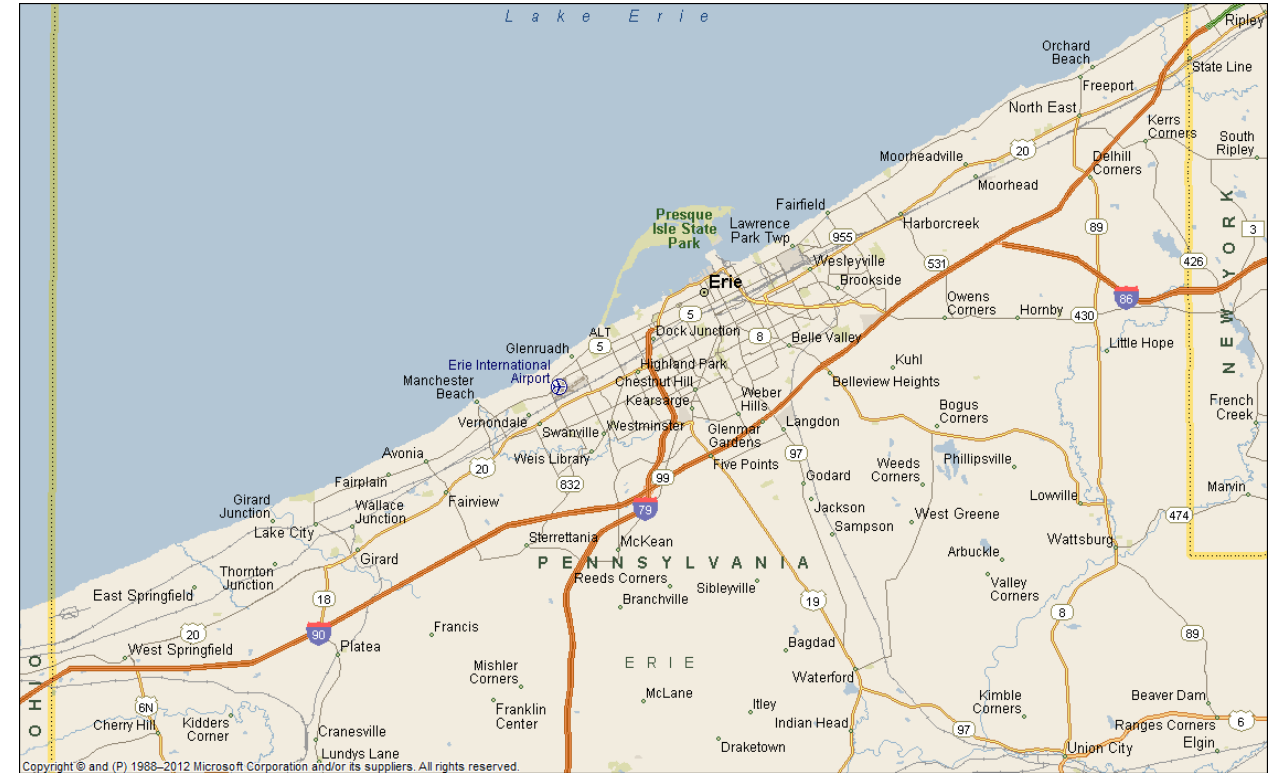 Lake Erie
Ripley
Orchard
Beach
State Line
Freeport
North East
Kerrs
Corners
20
South
Ripley
Moorheadville
Delhill
Corners
Moorhead
Fairfield
Presque
Isle State
Park
Lawrence
Park Twp
Harborcreek
955
89
NEW YORK
3
Wesleyville
531
426
Brookside
Erie
86
Owens
Corners
Hornby
430
5
ALT
5
Dock Junction
8
Belle Valley
Little Hope
Glenruadh
Erie International
Airport
Highland Park
Kuhl
Manchester
Beach
Chestnut Hill
Belleview Heights
Kearsarge
Weber
Hills
Bogus
Corners
French
Creek
Vernondale
Swanville
Westminster
Glenmar
Gardens
Langdon
Avonia
Weis Library
97
Phillipsville
20
Five Points
Weeds
Corners
Fairplain
832
99
Godard
Marvin
Girard
Junction
Wallace
Junction
Fairview
79
Jackson
Lowville
Lake City
Sampson
West Greene
474
Sterrettania
McKean
Wattsburg
Girard
PENNSYLVANIA
Arbuckle
Thornton
Junction
Reeds Corners
Sibleyville
Valley
Corners
East Springfield
18
Branchville
19
8
20
90
Francis
89
West Springfield
Platea
Bagdad
OHIO
ERIE
Mishler
Corners
Waterford
McLane
Kimble
Corners
Beaver Dam
6N
Kidders
Corner
Franklin
Center
Itley
Cherry Hill
Indian Head
97
Ranges Corners
6
Cranesville
Draketown
Union City
Elgin
Lundys Lane
Copyright © and (P) 1988–2012 Microsoft Corporation and/or its suppliers. All rights reserved.